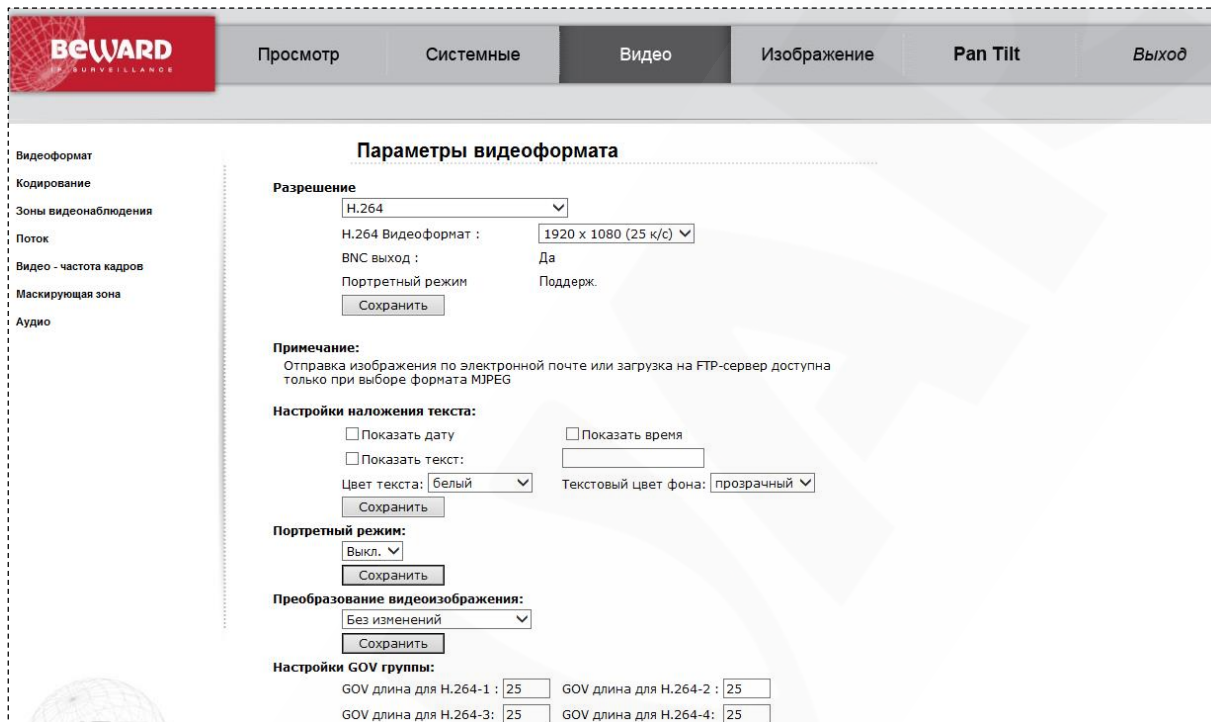 BEWARD
IP SURVEILLANCE
Просмотр Системные Видео Изображение Pan Tilt Выход
Видеоформат
Кодирование
Зоны видеонаблюдения
Поток
Видео - частота кадров
Маскирующая зона
Аудио
Параметры видеоформата
Разрешение
H.264
H.264 Видеоформат : 1920 x 1080 (25 к/с)
BNC выход : Да
Портретный режим Поддерж.
Сохранить
Примечание:
Отправка изображения по электронной почте или загрузка на FTP-сервер доступна
только при выборе формата MJPEG
Настройки наложения текста:
Показать дату Показать время
Показать текст:
Цвет текста: белый Текстовый цвет фона: прозрачный
Сохранить
Портретный режим:
Выкл.
Сохранить
Преобразование видеоизображения:
Без изменений
Сохранить
Настройки GOV группы:
GOV длина для H.264-1 : 25 GOV длина для H.264-2 : 25
GOV длина для H.264-3: 25 GOV длина для H.264-4: 25